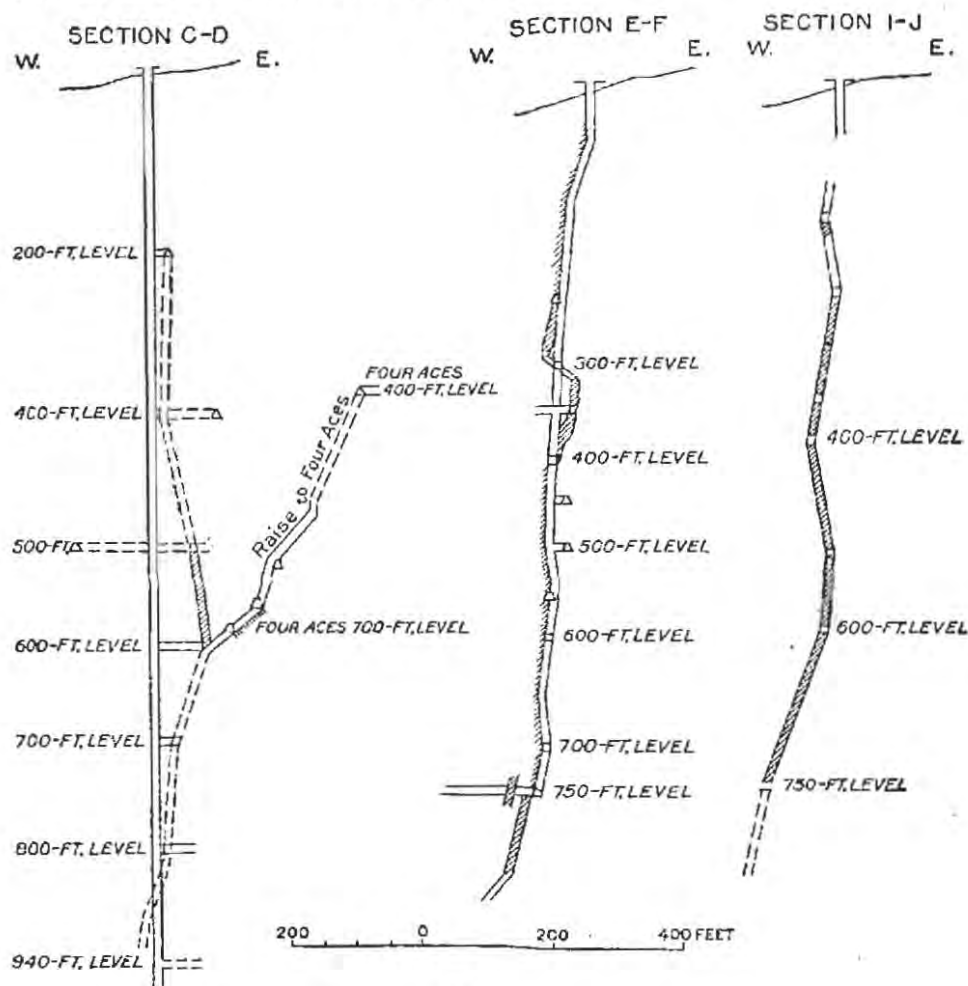 SECTION C-D
W. E.
200-FT. LEVEL
400-FT. LEVEL
500-FT.
600-FT. LEVEL
700-FT. LEVEL
800-FT. LEVEL
940-FT. LEVEL
FOUR ACES
400-FT. LEVEL
Raise to Four Aces
FOUR ACES 700-FT. LEVEL
SECTION E-F
W. E.
300-FT. LEVEL
400-FT. LEVEL
500-FT. LEVEL
600-FT. LEVEL
700-FT. LEVEL
750-FT. LEVEL
SECTION I-J
W. E.
400-FT. LEVEL
600-FT. LEVEL
750-FT. LEVEL
200 0 200 400 FEET